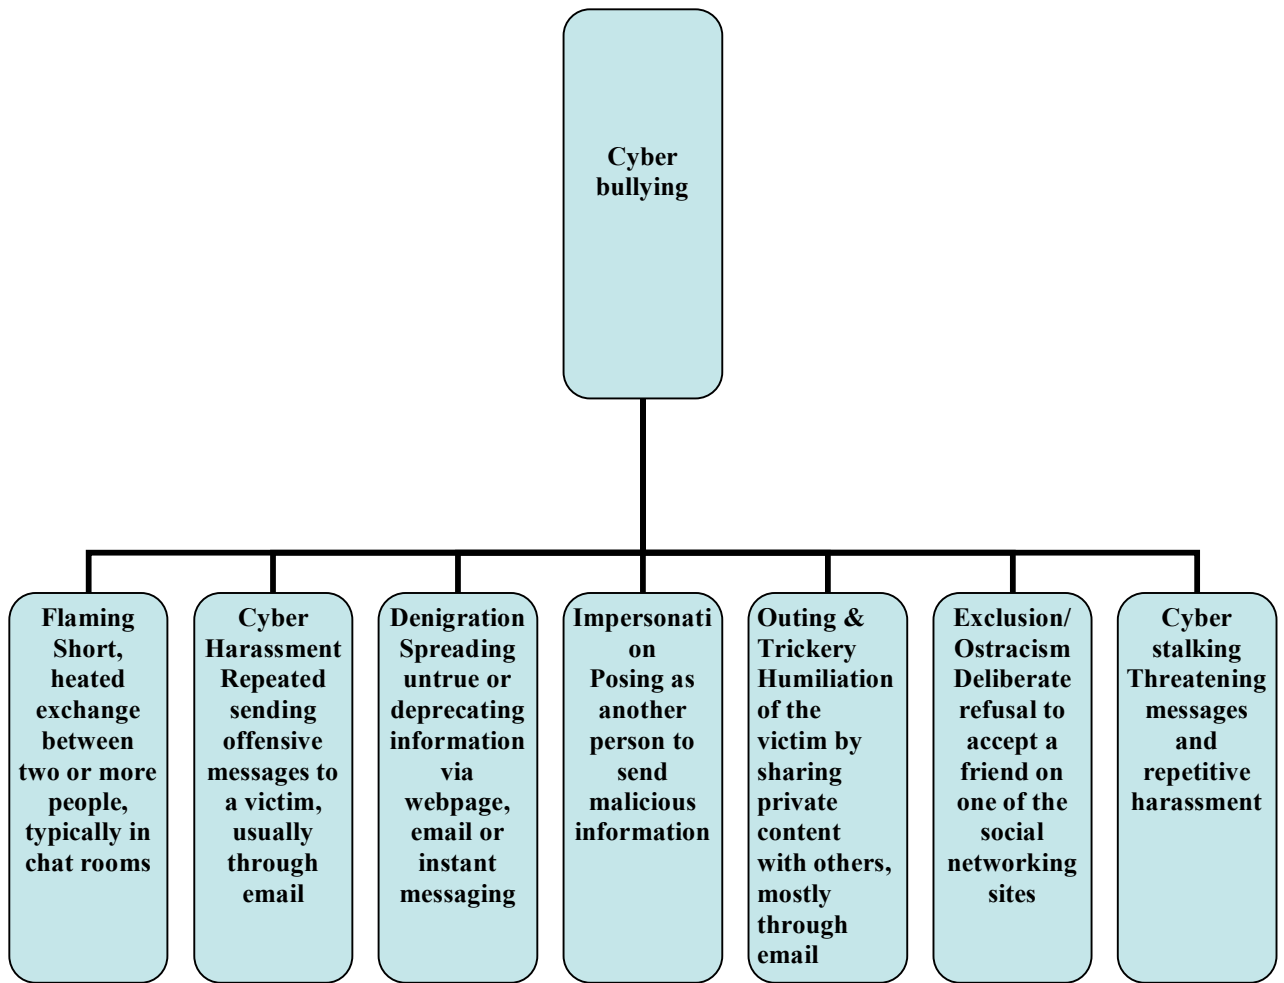 Cyber
bullying
Flaming
Short,
heated
exchange
between
two or more
people,
typically in
chat rooms
Cyber
Harassment
Repeated
sending
offensive
messages to
a victim,
usually
through
email
Denigration
Spreading
untrue or
deprecating
information
via
webpage,
email or
instant
messaging
Impersonati
on
Posing as
another
person to
send
malicious
information
Outing &
Trickery
Humiliation
of the
victim by
sharing
private
content
with others,
mostly
through
email
Exclusion/
Ostracism
Deliberate
refusal to
accept a
friend on
one of the
social
networking
sites
Cyber
stalking
Threatening
messages
and
repetitive
harassment